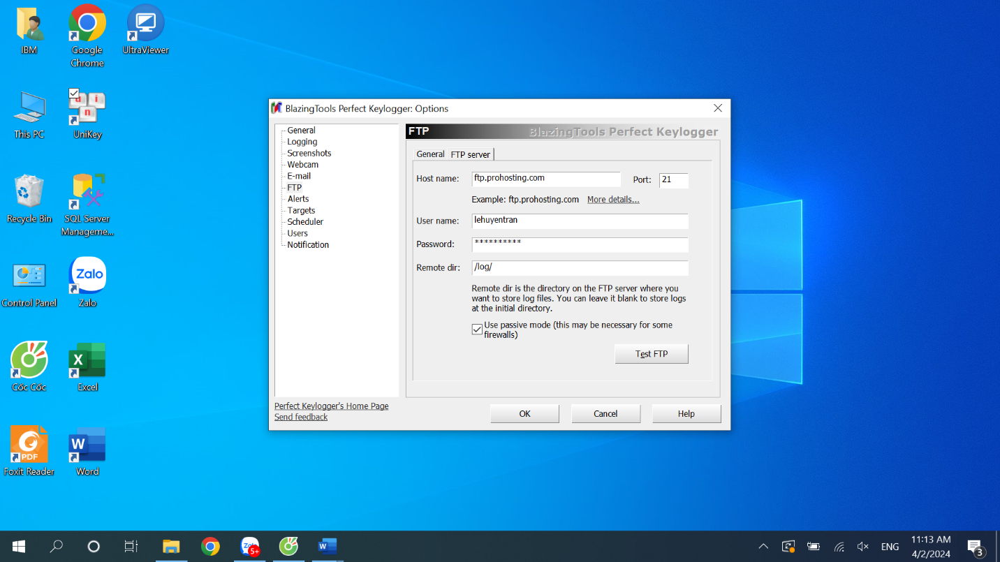 IBM
Google
Chrome
UltraViewer
This PC
UniKey
Recycle Bin
SQL Server
Manageme...
Control Panel
Zalo
Zalo
Cốc Cốc
Excel
Foxit Reader
PDF
Word
BlazingTools Perfect Keylogger: Options
General
Logging
Screenshots
Webcam
E-mail
FTP
Alerts
Targets
Scheduler
Users
Notification
FTP
BlazingTools Perfect Keylogger
General FTP server
Host name: ftp.prohosting.com Port: 21
Example: ftp.prohosting.com More details...
User name: lehuyentran
Password: **********
Remote dir: /log/
Remote dir is the directory on the FTP server where you
want to store log files. You can leave it blank to store logs
at the initial directory.
Use passive mode (this may be necessary for some
firewalls)
Test FTP
Perfect Keylogger's Home Page
Send feedback
OK Cancel Help
5+
ENG
11:13 AM
4/2/2024
3